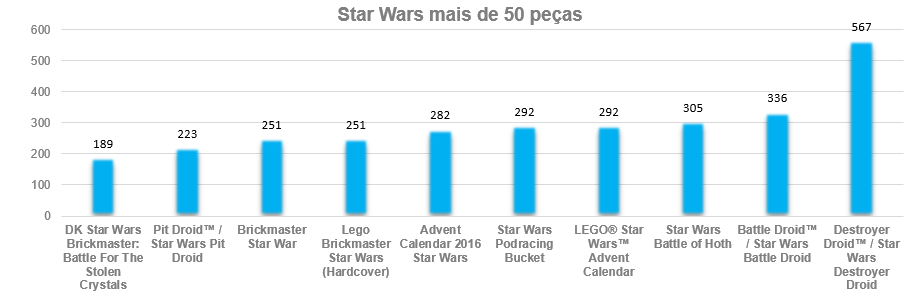 Star Wars mais de 50 peças
600
500
400
300
200
100
0
189
223
251
251
282
292
292
305
336
567
DK Star Wars
Brickmaster:
Battle For The
Stolen
Crystals
Pit Droid™ /
Star Wars Pit
Droid
Brickmaster
Star War
Lego
Brickmaster
Star Wars
(Hardcover)
Advent
Calendar 2016
Star Wars
Star Wars
Podracing
Bucket
LEGO® Star
Wars™
Advent
Calendar
Star Wars
Battle of Hoth
Battle Droid™
/ Star Wars
Battle Droid
Destroyer
Droid™ / Star
Wars
Destroyer
Droid